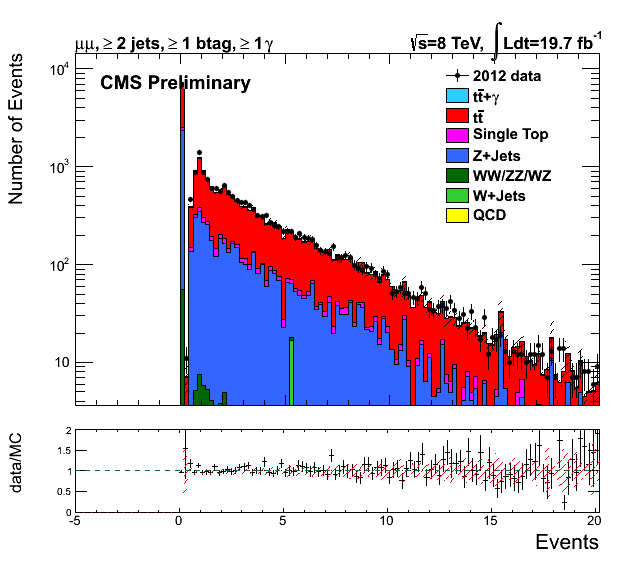 μμ, ≥ 2 jets, ≥ 1 btag, ≥ 1 γ
√s=8 TeV, ∫Ldt=19.7 fb⁻¹
CMS Preliminary
Number of Events
10⁴
10³
10²
10
2012 data
tt̄+γ
tt̄
Single Top
Z+Jets
WW/ZZ/WZ
W+Jets
QCD
data/MC
2
1.5
1
0.5
0
-5 0 5 10 15 20
Events